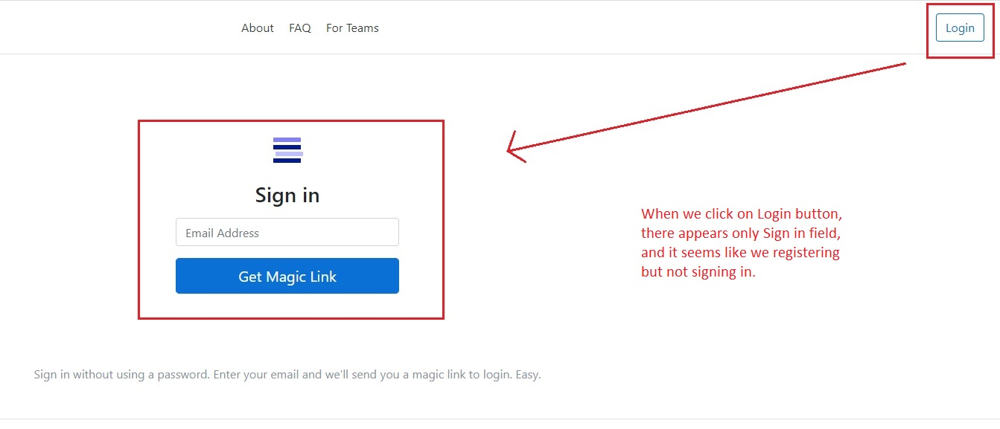 About FAQ For Teams Login
Sign in
Email Address
Get Magic Link
When we click on Login button,
there appears only Sign in field,
and it seems like we registering
but not signing in.
Sign in without using a password. Enter your email and we'll send you a magic link to login. Easy.